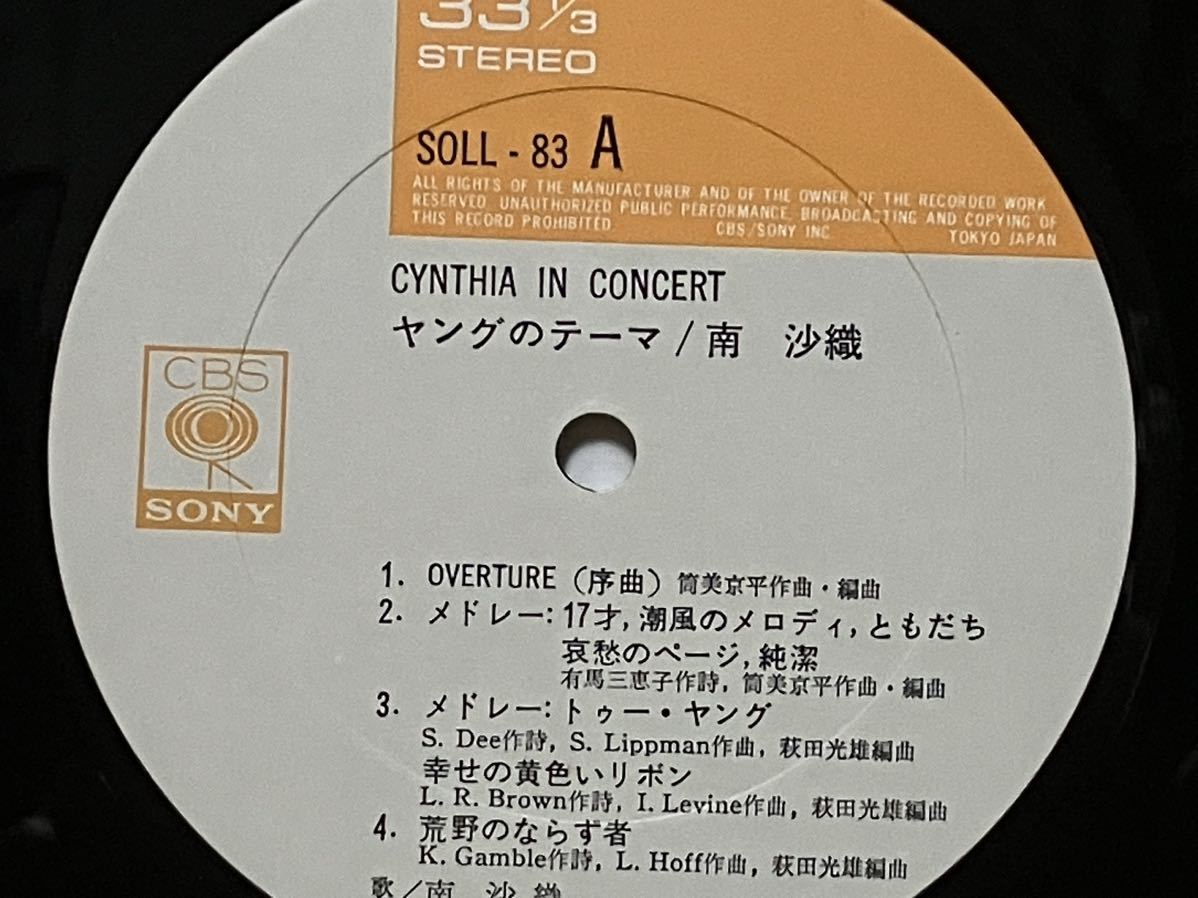 33 1/3
STEREO
SOLL - 83 A
ALL RIGHTS OF THE MANUFACTURER AND OF THE OWNER OF THE RECORDED WORK
RESERVED. UNAUTHORIZED PUBLIC PERFORMANCE, BROADCASTING AND COPYING OF
THIS RECORD PROHIBITED. CBS/SONY INC. TOKYO JAPAN
CYNTHIA IN CONCERT
ヤングのテーマ/南 沙織
CBS
SONY
1. OVERTURE (序曲) 筒美京平作曲・編曲
2. メドレー: 17才, 潮風のメロディ, ともだち
哀愁のページ, 純潔
有馬三恵子作詩, 筒美京平作曲・編曲
3. メドレー: トゥー・ヤング
S. Dee作詩, S. Lippman作曲, 萩田光雄編曲
幸せの黄色いリボン
L. R. Brown作詩, I. Levine作曲, 萩田光雄編曲
4. 荒野のならず者
K. Gamble作詩, L. Hoff作曲, 萩田光雄編曲
歌/南 沙織